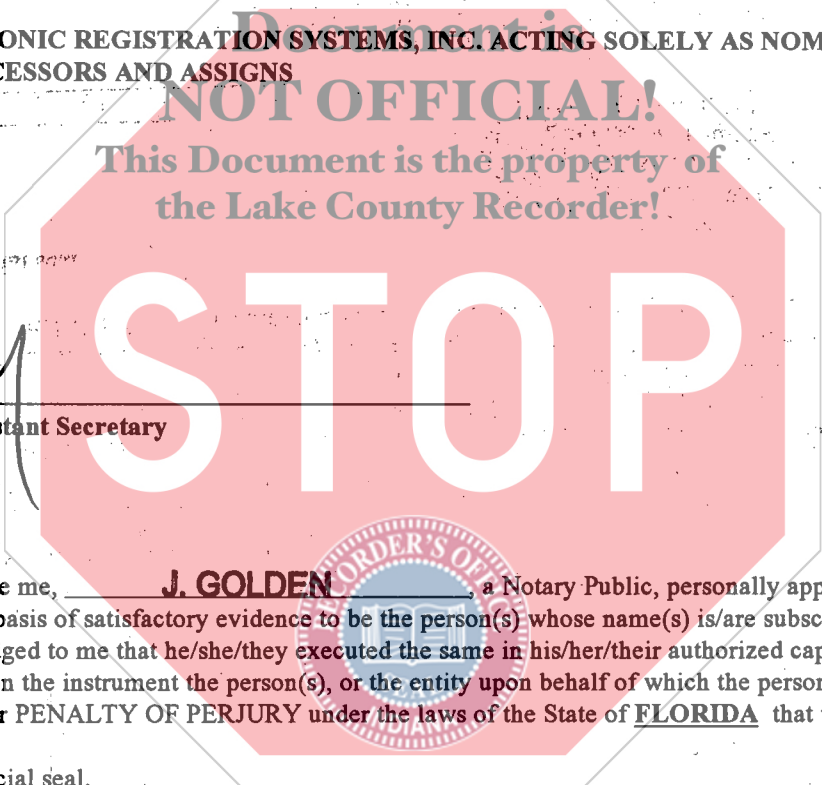 Document is
ONIC REGISTRATION SYSTEMS, INC. ACTING SOLELY AS NOM
CESSORS AND ASSIGNS
NOT OFFICIAL!
This Document is the property of
the Lake County Recorder!
STOP
tant Secretary
RECORDER'S OFFICE
e me, J. GOLDEN, a Notary Public, personally app
basis of satisfactory evidence to be the person(s) whose name(s) is/are subsc
ged to me that he/she/they executed the same in his/her/their authorized cap
n the instrument the person(s), or the entity upon behalf of which the person
r PENALTY OF PERJURY under the laws of the State of FLORIDA that
INDIANA
cial seal.